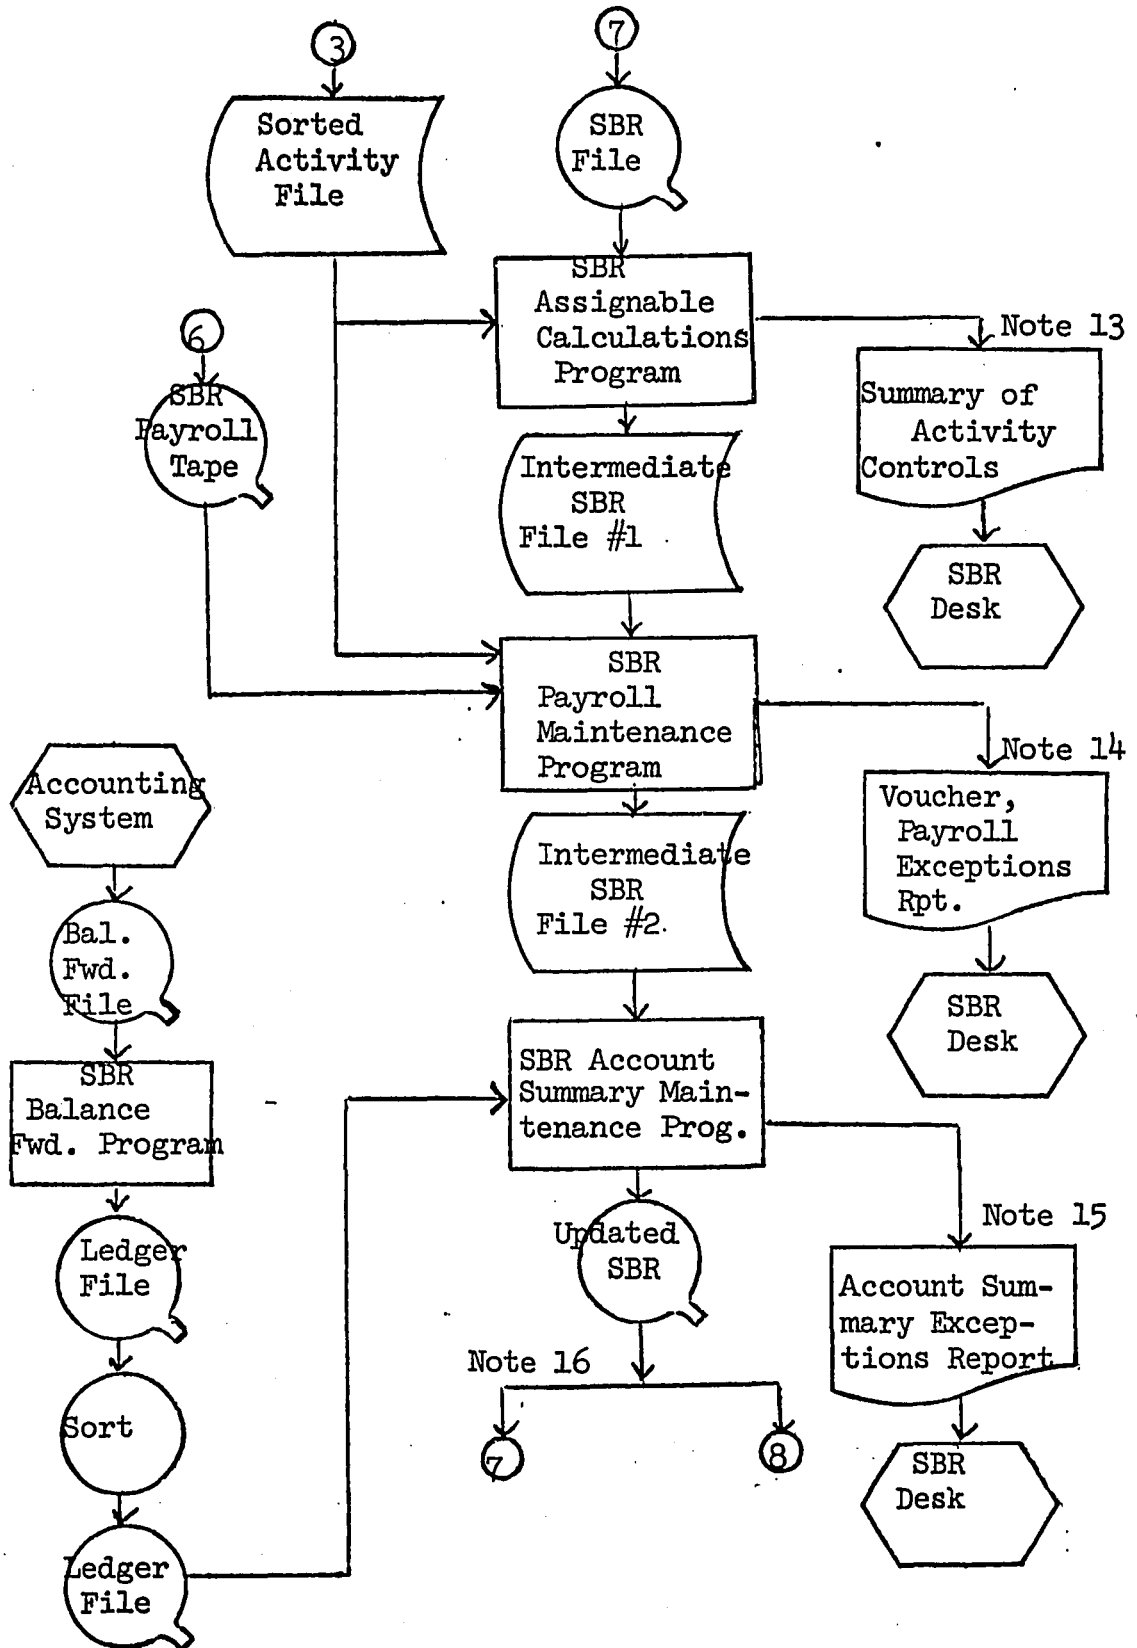 3
7
Sorted
Activity
File
SBR
File
6
SBR
Payroll
Tape
SBR
Assignable
Calculations
Program
Note 13
Summary of
Activity
Controls
Intermediate
SBR
File #1
SBR
Desk
SBR
Payroll
Maintenance
Program
Note 14
Voucher,
Payroll
Exceptions
Rpt.
Accounting
System
Intermediate
SBR
File #2
Bal.
Fwd.
File
SBR
Desk
SBR
Balance
Fwd. Program
SBR Account
Summary Main-
tenance Prog.
Ledger
File
Updated
SBR
Note 15
Account Sum-
mary Excep-
tions Report
Note 16
Sort
7
8
SBR
Desk
Ledger
File